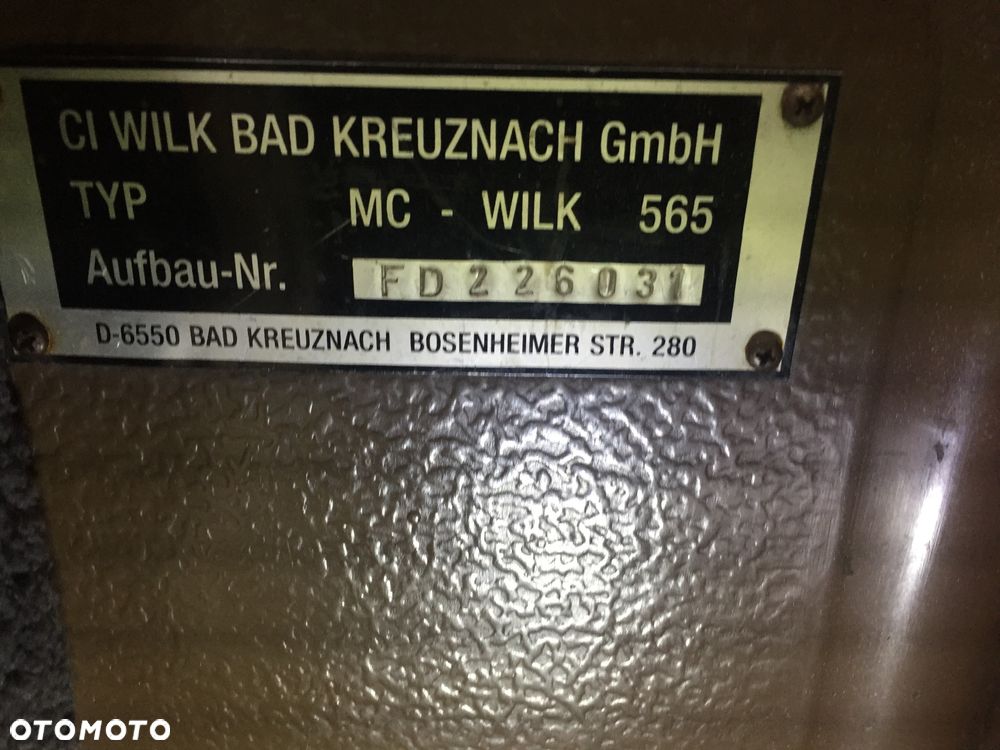 CI WILK BAD KREUZNACH GmbH
TYP MC - WILK 565
Aufbau-Nr. FD226031
D-6550 BAD KREUZNACH BOSENHEIMER STR. 280
OTOMOTO